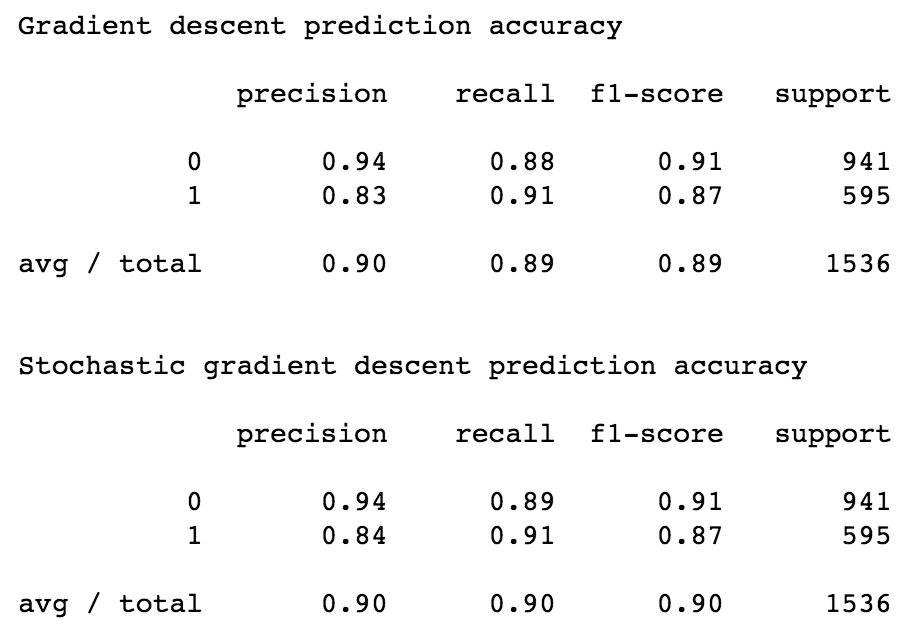 Gradient descent prediction accuracy
precision recall f1-score support
0 0.94 0.88 0.91 941
1 0.83 0.91 0.87 595
avg / total 0.90 0.89 0.89 1536
Stochastic gradient descent prediction accuracy
precision recall f1-score support
0 0.94 0.89 0.91 941
1 0.84 0.91 0.87 595
avg / total 0.90 0.90 0.90 1536